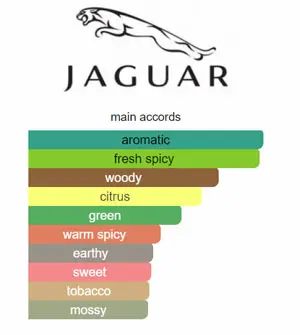 JAGUAR
main accords
aromatic
fresh spicy
woody
citrus
green
warm spicy
earthy
sweet
tobacco
mossy